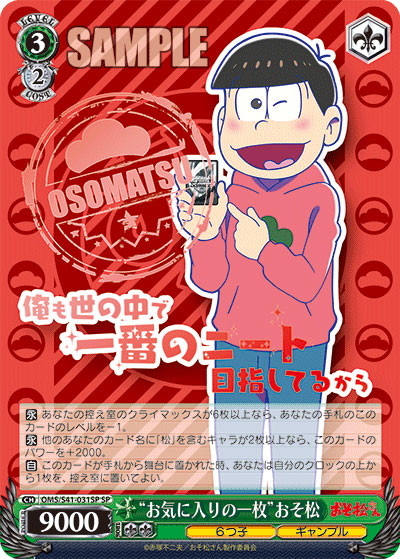 LEVEL
3
2
COST
SAMPLE
OSOMATSU
俺も世の中で
一番のニート
目指してるから
永 あなたの控え室のクライマックスが6枚以上なら、あなたの手札のこの
カードのレベルを－1。
永 他のあなたのカード名に「松」を含むキャラが2枚以上なら、このカードの
パワーを+2000。
自 このカードが手札から舞台に置かれた時、あなたは自分のクロックの上か
ら1枚を、控え室に置いてよい。
CH OMS/S41-031SP SP
POWER
9000
“お気に入りの一枚”おそ松
おそ松さん
6つ子
ギャンブル
©赤塚不二夫／おそ松さん製作委員会